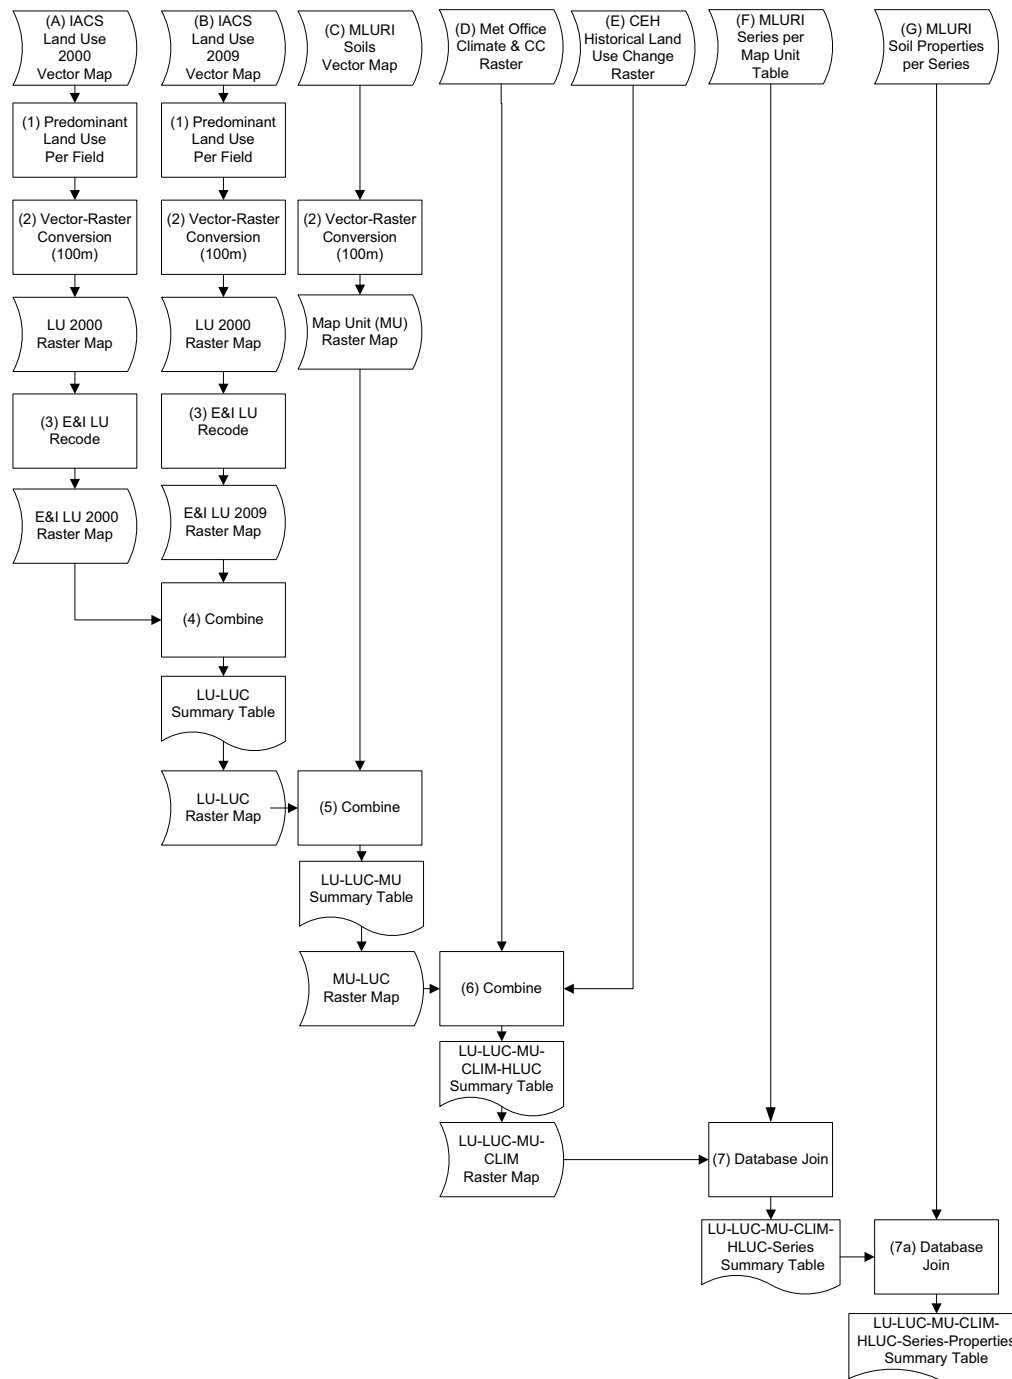 (A) IACS
Land Use
2000
Vector Map
(B) IACS
Land Use
2009
Vector Map
(C) MLURI
Soils
Vector Map
(D) Met Office
Climate & CC
Raster
(E) CEH
Historical Land
Use Change
Raster
(F) MLURI
Series per
Map Unit
Table
(G) MLURI
Soil Properties
per Series
(1) Predominant
Land Use
Per Field
(1) Predominant
Land Use
Per Field
(2) Vector-Raster
Conversion
(100m)
(2) Vector-Raster
Conversion
(100m)
(2) Vector-Raster
Conversion
(100m)
LU 2000
Raster Map
LU 2000
Raster Map
Map Unit (MU)
Raster Map
(3) E&I LU
Recode
(3) E&I LU
Recode
E&I LU 2000
Raster Map
E&I LU 2009
Raster Map
(4) Combine
LU-LUC
Summary Table
LU-LUC
Raster Map
(5) Combine
LU-LUC-MU
Summary Table
MU-LUC
Raster Map
(6) Combine
LU-LUC-MU-
CLIM-HLUC
Summary Table
LU-LUC-MU-
CLIM
Raster Map
(7) Database Join
LU-LUC-MU-CLIM-
HLUC-Series
Summary Table
(7a) Database
Join
LU-LUC-MU-CLIM-
HLUC-Series-Properties
Summary Table